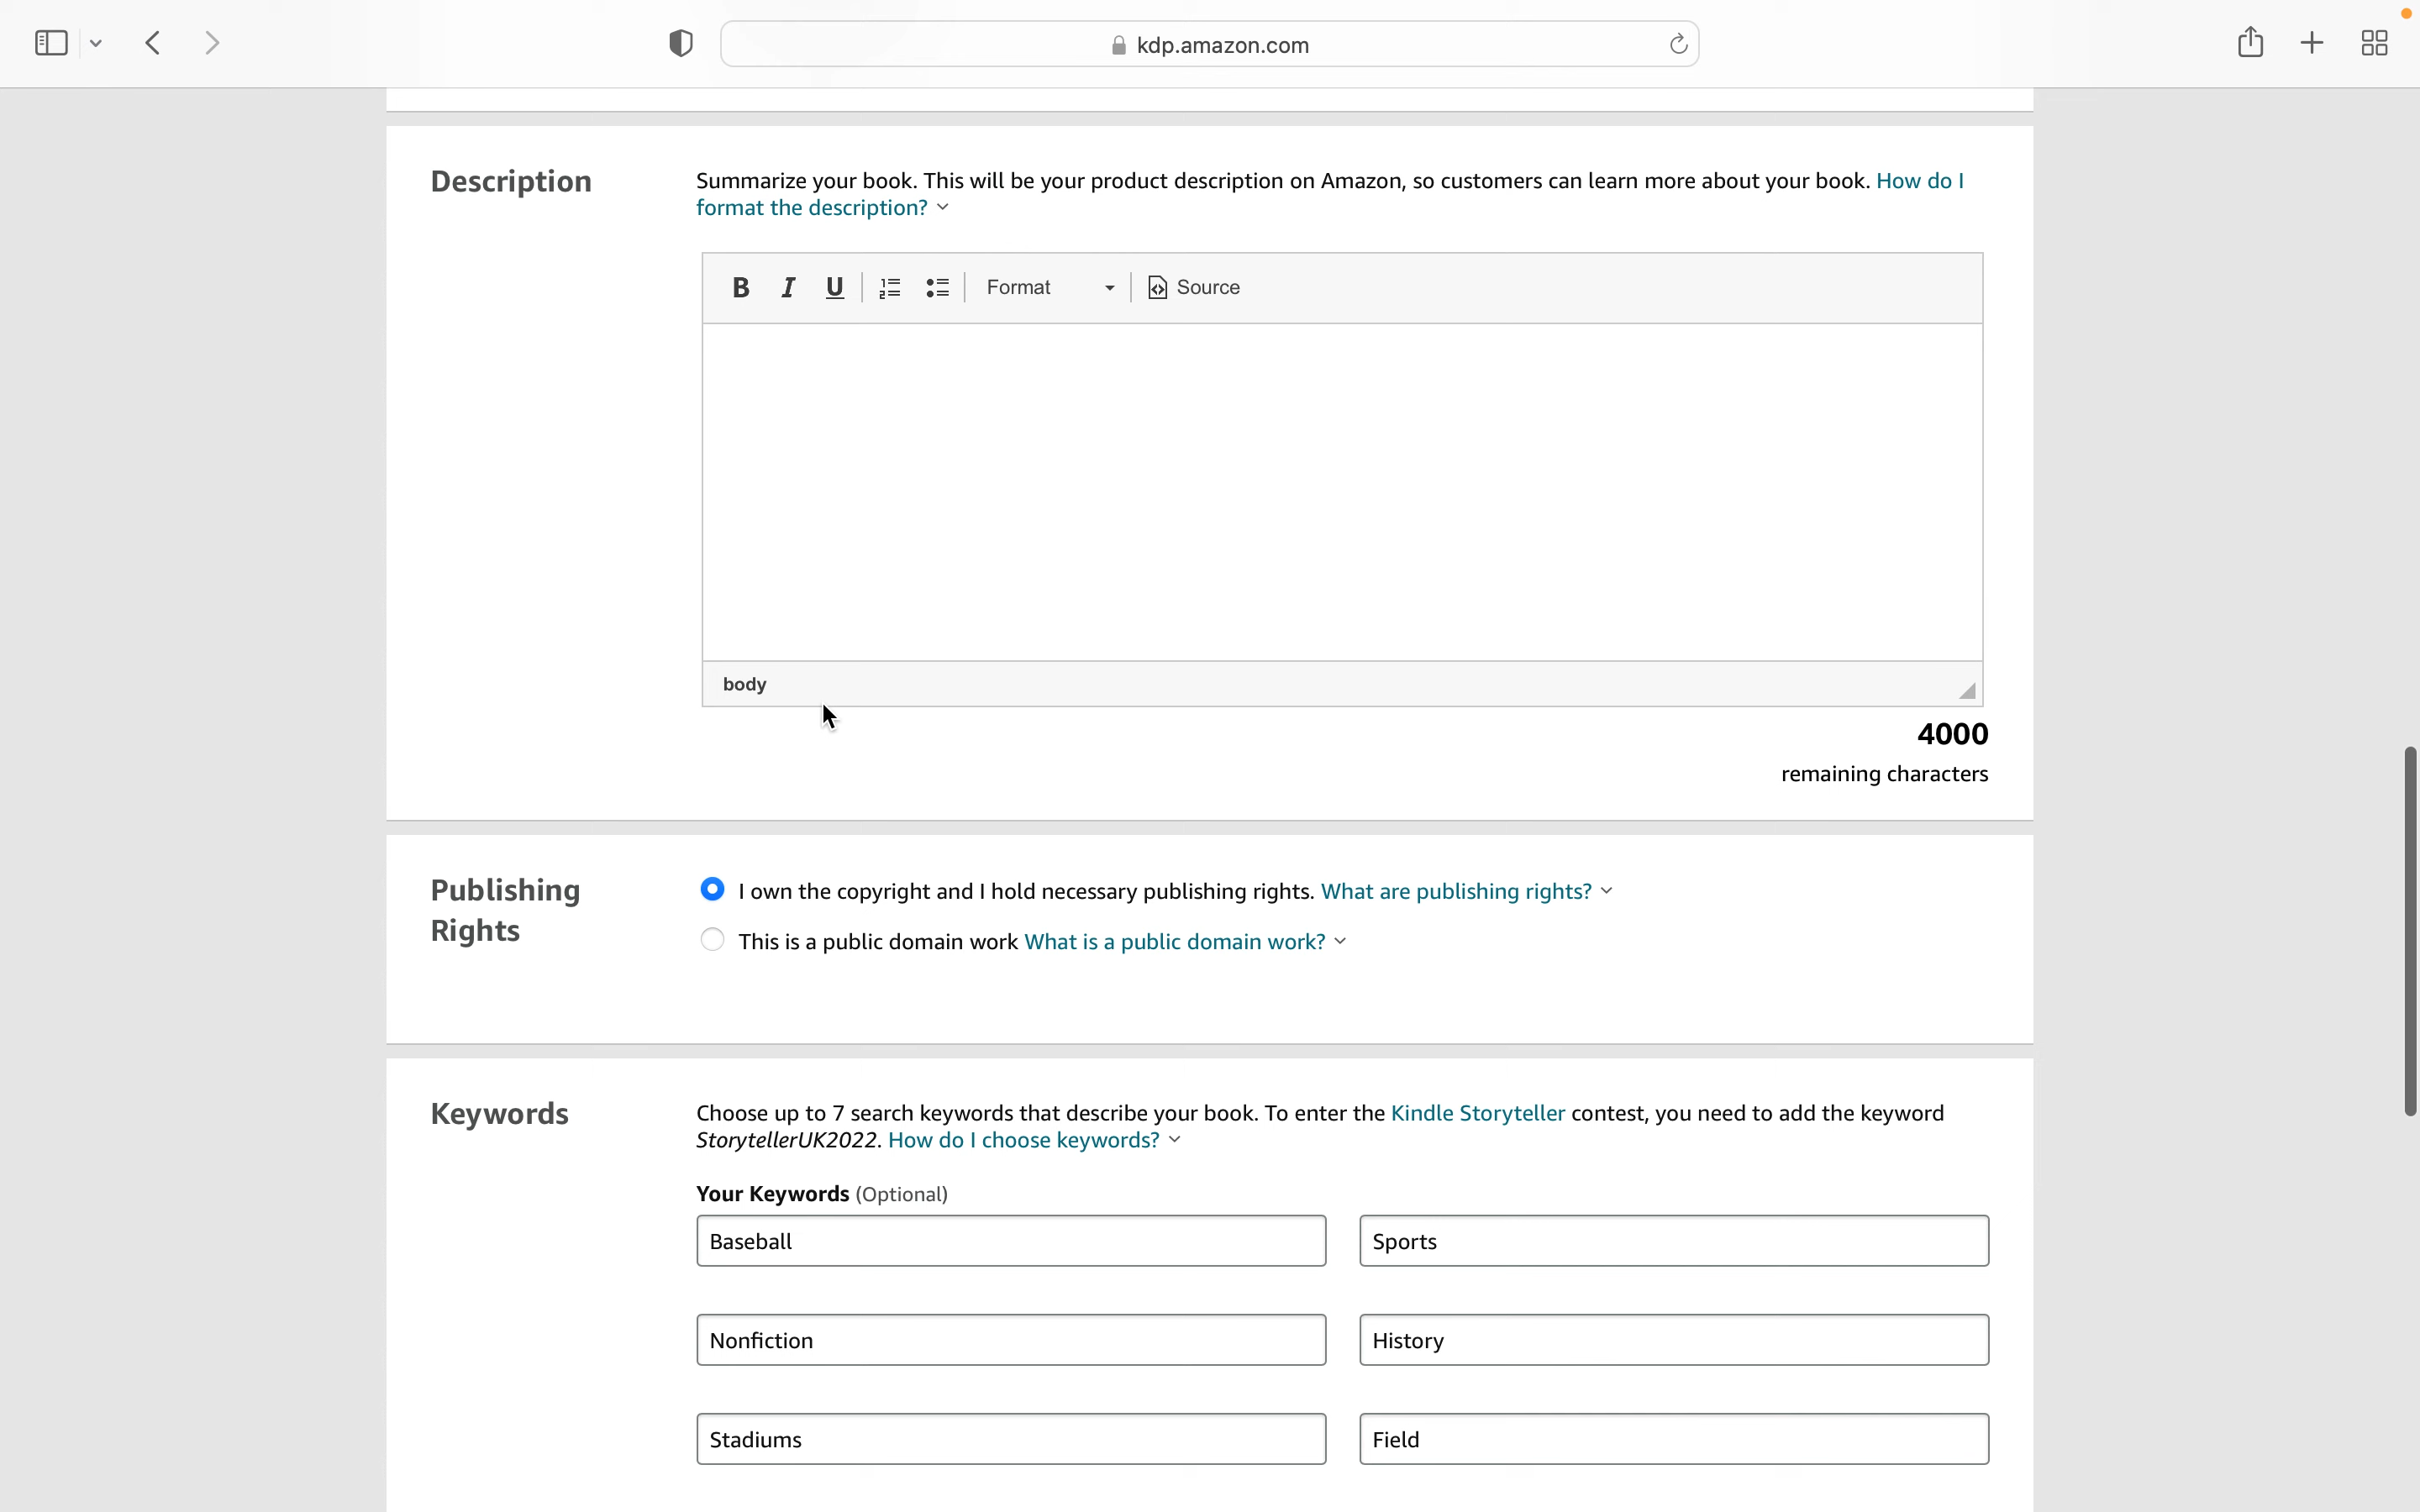 kdp.amazon.com
Description
Summarize your book. This will be your product description on Amazon, so customers can learn more about your book. How do I
format the description?
B I U Format Source
body
4000
remaining characters
Publishing
Rights
I own the copyright and I hold necessary publishing rights. What are publishing rights?
This is a public domain work What is a public domain work?
Keywords
Choose up to 7 search keywords that describe your book. To enter the Kindle Storyteller contest, you need to add the keyword
StorytellerUK2022. How do I choose keywords?
Your Keywords (Optional)
Baseball Sports
Nonfiction History
Stadiums Field